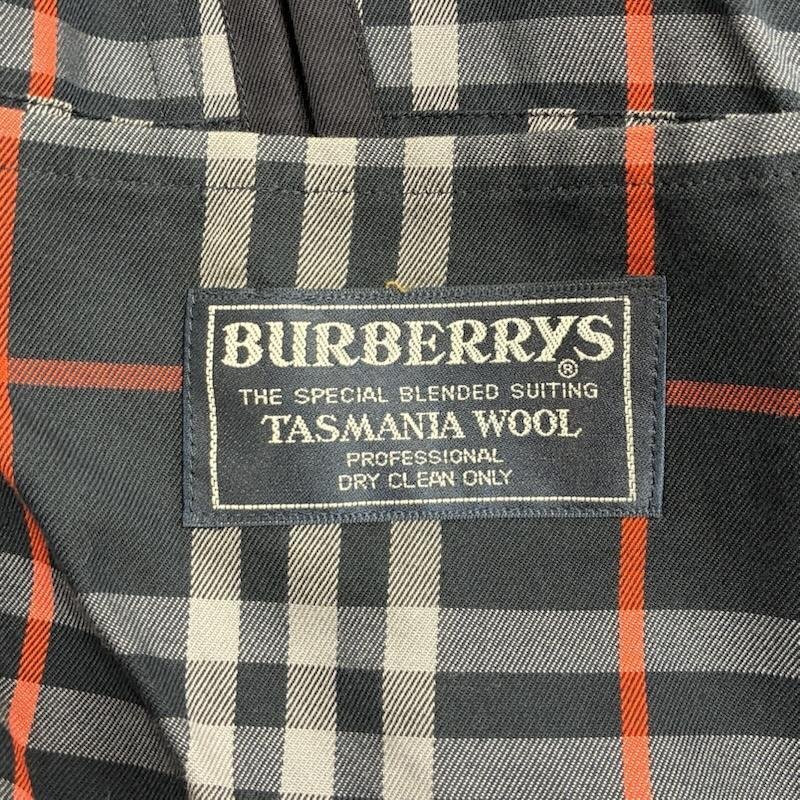 BURBERRYS
®
THE SPECIAL BLENDED SUITING
TASMANIA WOOL
PROFESSIONAL
DRY CLEAN ONLY